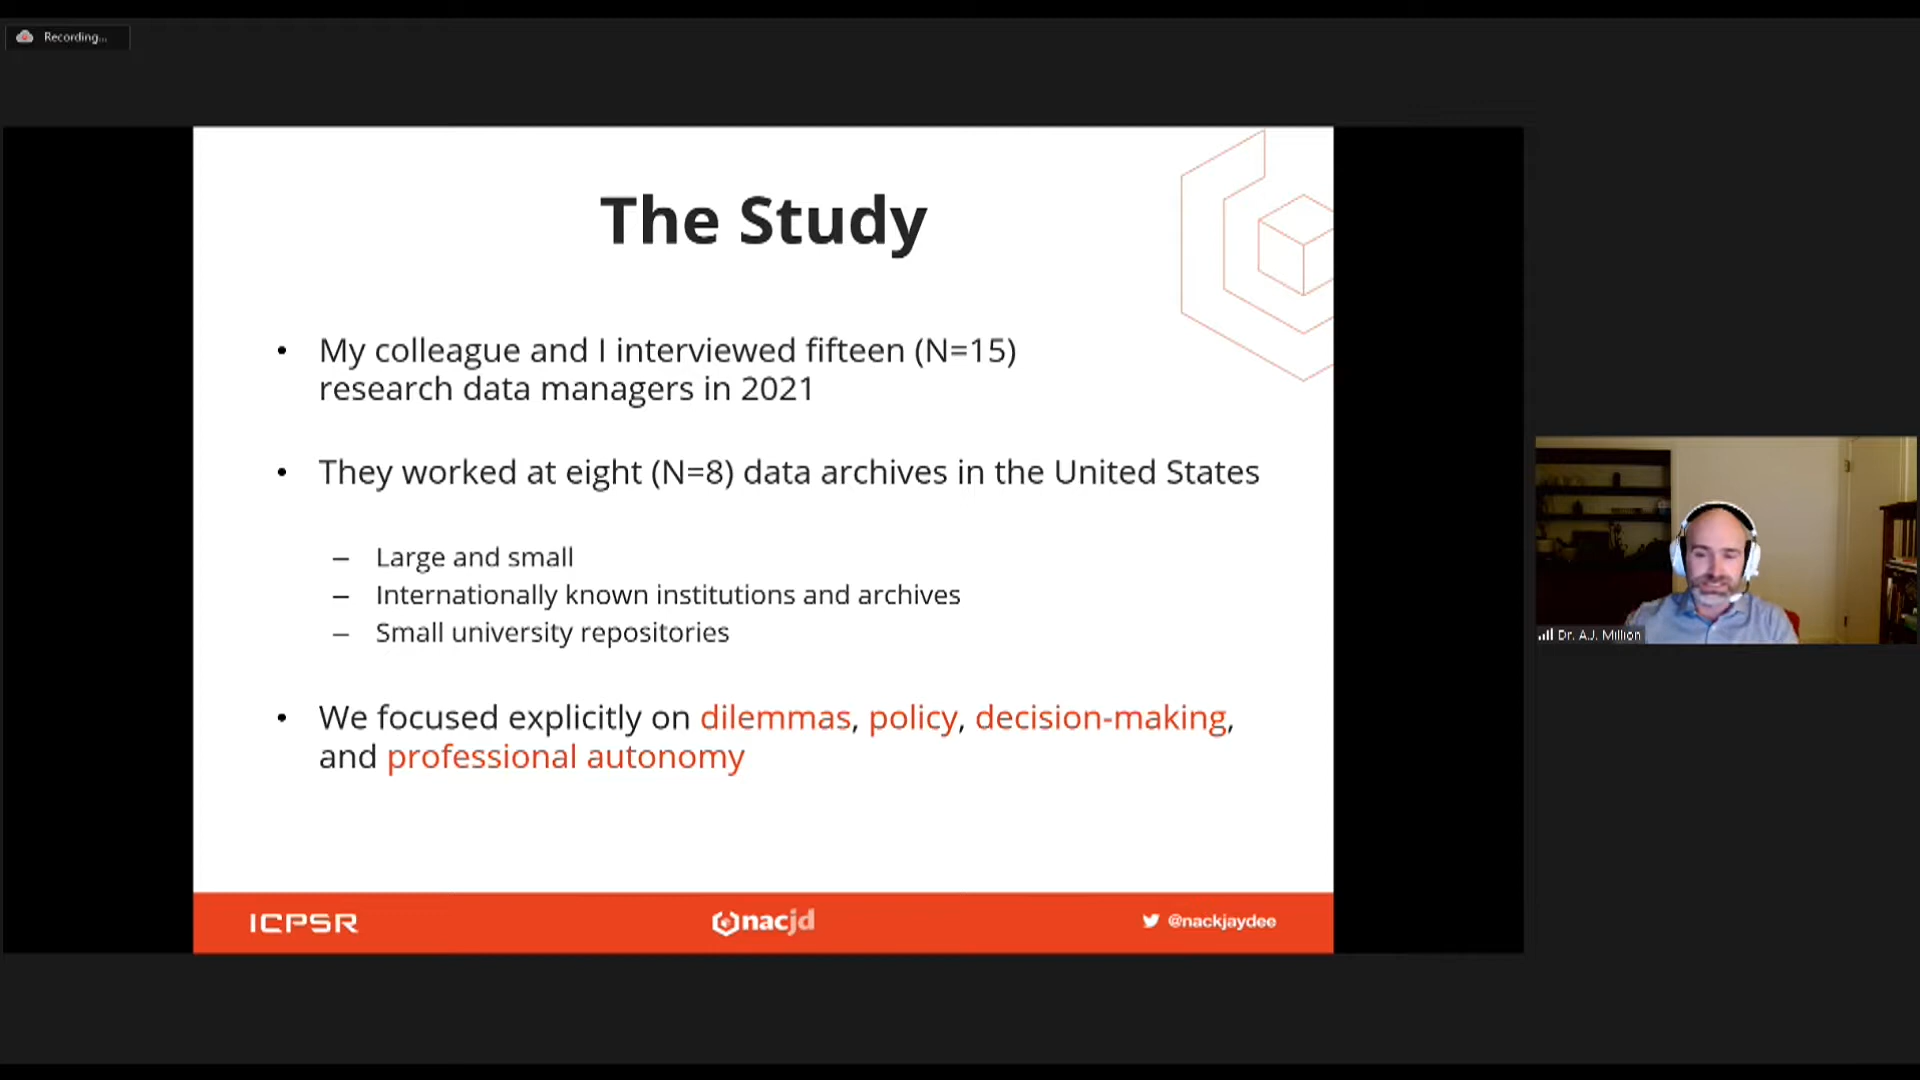 Recording...
The Study
• My colleague and I interviewed fifteen (N=15)
research data managers in 2021
• They worked at eight (N=8) data archives in the United States
– Large and small
– Internationally known institutions and archives
– Small university repositories
• We focused explicitly on dilemmas, policy, decision-making,
and professional autonomy
ICPSR
nacjd
@nackjaydee
Dr. A.J. Million